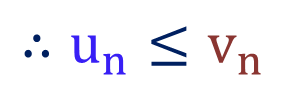 ∴ uₙ ≤ vₙ